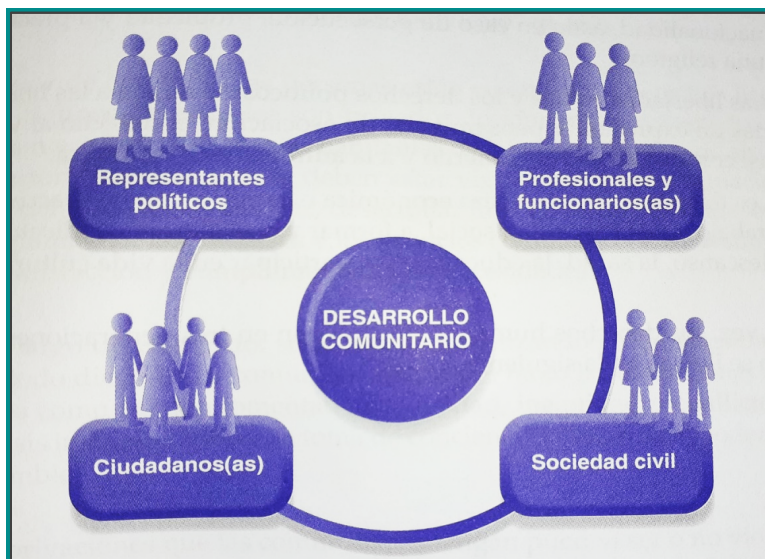 Representantes
políticos
Profesionales y
funcionarios(as)
DESARROLLO
COMUNITARIO
Ciudadanos(as)
Sociedad civil